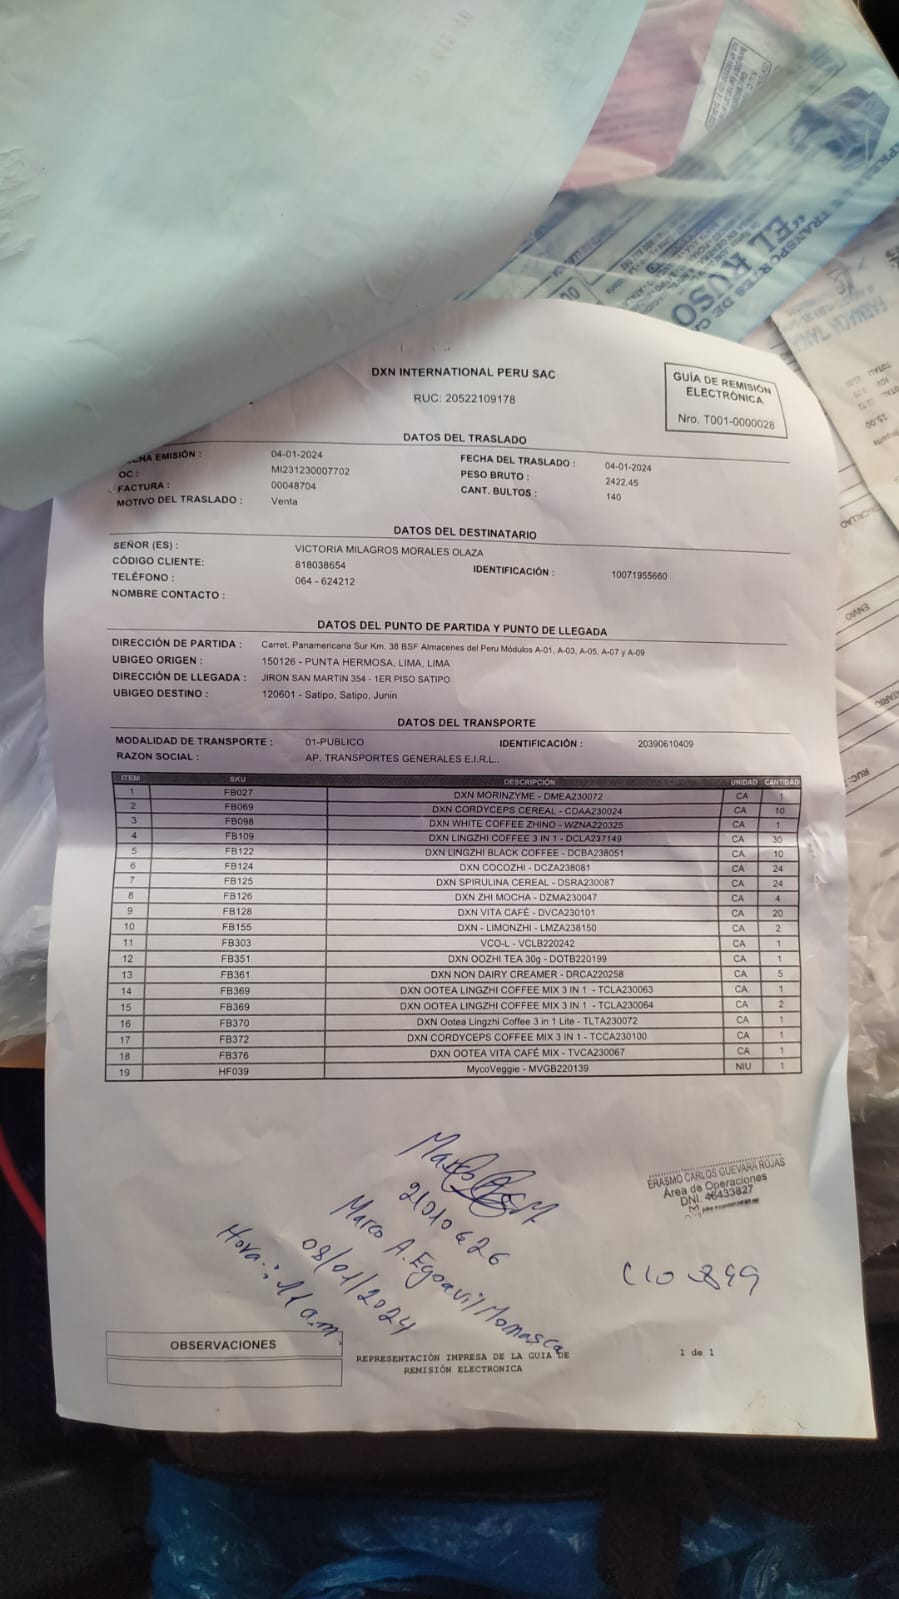 "EL RUSO"
TRANSPORTES DE
DXN INTERNATIONAL PERU SAC
RUC: 20522109178
GUÍA DE REMISIÓN
ELECTRÓNICA
Nro. T001-0000028
DATOS DEL TRASLADO
EMISIÓN : 04-01-2024 FECHA DEL TRASLADO : 04-01-2024
OC : MI231230007702 PESO BRUTO : 2422.45
FACTURA : 00048704 CANT. BULTOS : 140
MOTIVO DEL TRASLADO : Venta
DATOS DEL DESTINATARIO
SEÑOR (ES) : VICTORIA MILAGROS MORALES OLAZA
CÓDIGO CLIENTE: 818038654 IDENTIFICACIÓN : 10071955660
TELÉFONO : 064 - 624212
NOMBRE CONTACTO :
DATOS DEL PUNTO DE PARTIDA Y PUNTO DE LLEGADA
DIRECCIÓN DE PARTIDA : Carret. Panamericana Sur Km. 38 BSF Almacenes del Peru Módulos A-01, A-03, A-05, A-07 y A-09
UBIGEO ORIGEN : 150126 - PUNTA HERMOSA, LIMA, LIMA
DIRECCIÓN DE LLEGADA : JIRON SAN MARTIN 354 - 1ER PISO SATIPO
UBIGEO DESTINO : 120601 - Satipo, Satipo, Junin
DATOS DEL TRANSPORTE
MODALIDAD DE TRANSPORTE : 01-PUBLICO IDENTIFICACIÓN : 20390610409
RAZON SOCIAL : AP. TRANSPORTES GENERALES E.I.R.L..
ITEM SKU DESCRIPCIÓN UNIDAD CANTIDAD
1 FB027 DXN MORINZYME - DMEA230072 CA 1
2 FB069 DXN CORDYCEPS CEREAL - CDAA230024 CA 10
3 FB098 DXN WHITE COFFEE ZHINO - WZNA220325 CA 1
4 FB109 DXN LINGZHI COFFEE 3 IN 1 - DCLA237149 CA 30
5 FB122 DXN LINGZHI BLACK COFFEE - DCBA238051 CA 10
6 FB124 DXN COCOZHI - DCZA238081 CA 24
7 FB125 DXN SPIRULINA CEREAL - DSRA230087 CA 24
8 FB126 DXN ZHI MOCHA - DZMA230047 CA 4
9 FB128 DXN VITA CAFÉ - DVCA230101 CA 20
10 FB155 DXN - LIMONZHI - LMZA238150 CA 2
11 FB303 VCO-L - VCLB220242 CA 1
12 FB351 DXN OOZHI TEA 30g - DOTB220199 CA 1
13 FB361 DXN NON DAIRY CREAMER - DRCA220258 CA 5
14 FB369 DXN OOTEA LINGZHI COFFEE MIX 3 IN 1 - TCLA230063 CA 1
15 FB369 DXN OOTEA LINGZHI COFFEE MIX 3 IN 1 - TCLA230064 CA 2
16 FB370 DXN Ootea Lingzhi Coffee 3 in 1 Lite - TLTA230072 CA 1
17 FB372 DXN CORDYCEPS COFFEE MIX 3 IN 1 - TCCA230100 CA 1
18 FB376 DXN OOTEA VITA CAFÉ MIX - TVCA230067 CA 1
19 HF039 MycoVeggie - MVGB220139 NIU 1
21010626
Marco A. Egoavil Momasca
08/01/2024
Hora: 11 a.m.
ERASMO CARLOS GUEVARA ROJAS
Área de Operaciones
DNI. 46433827
C10 899
OBSERVACIONES
REPRESENTACIÓN IMPRESA DE LA GUIA DE
REMISIÓN ELECTRONICA
1 de 1